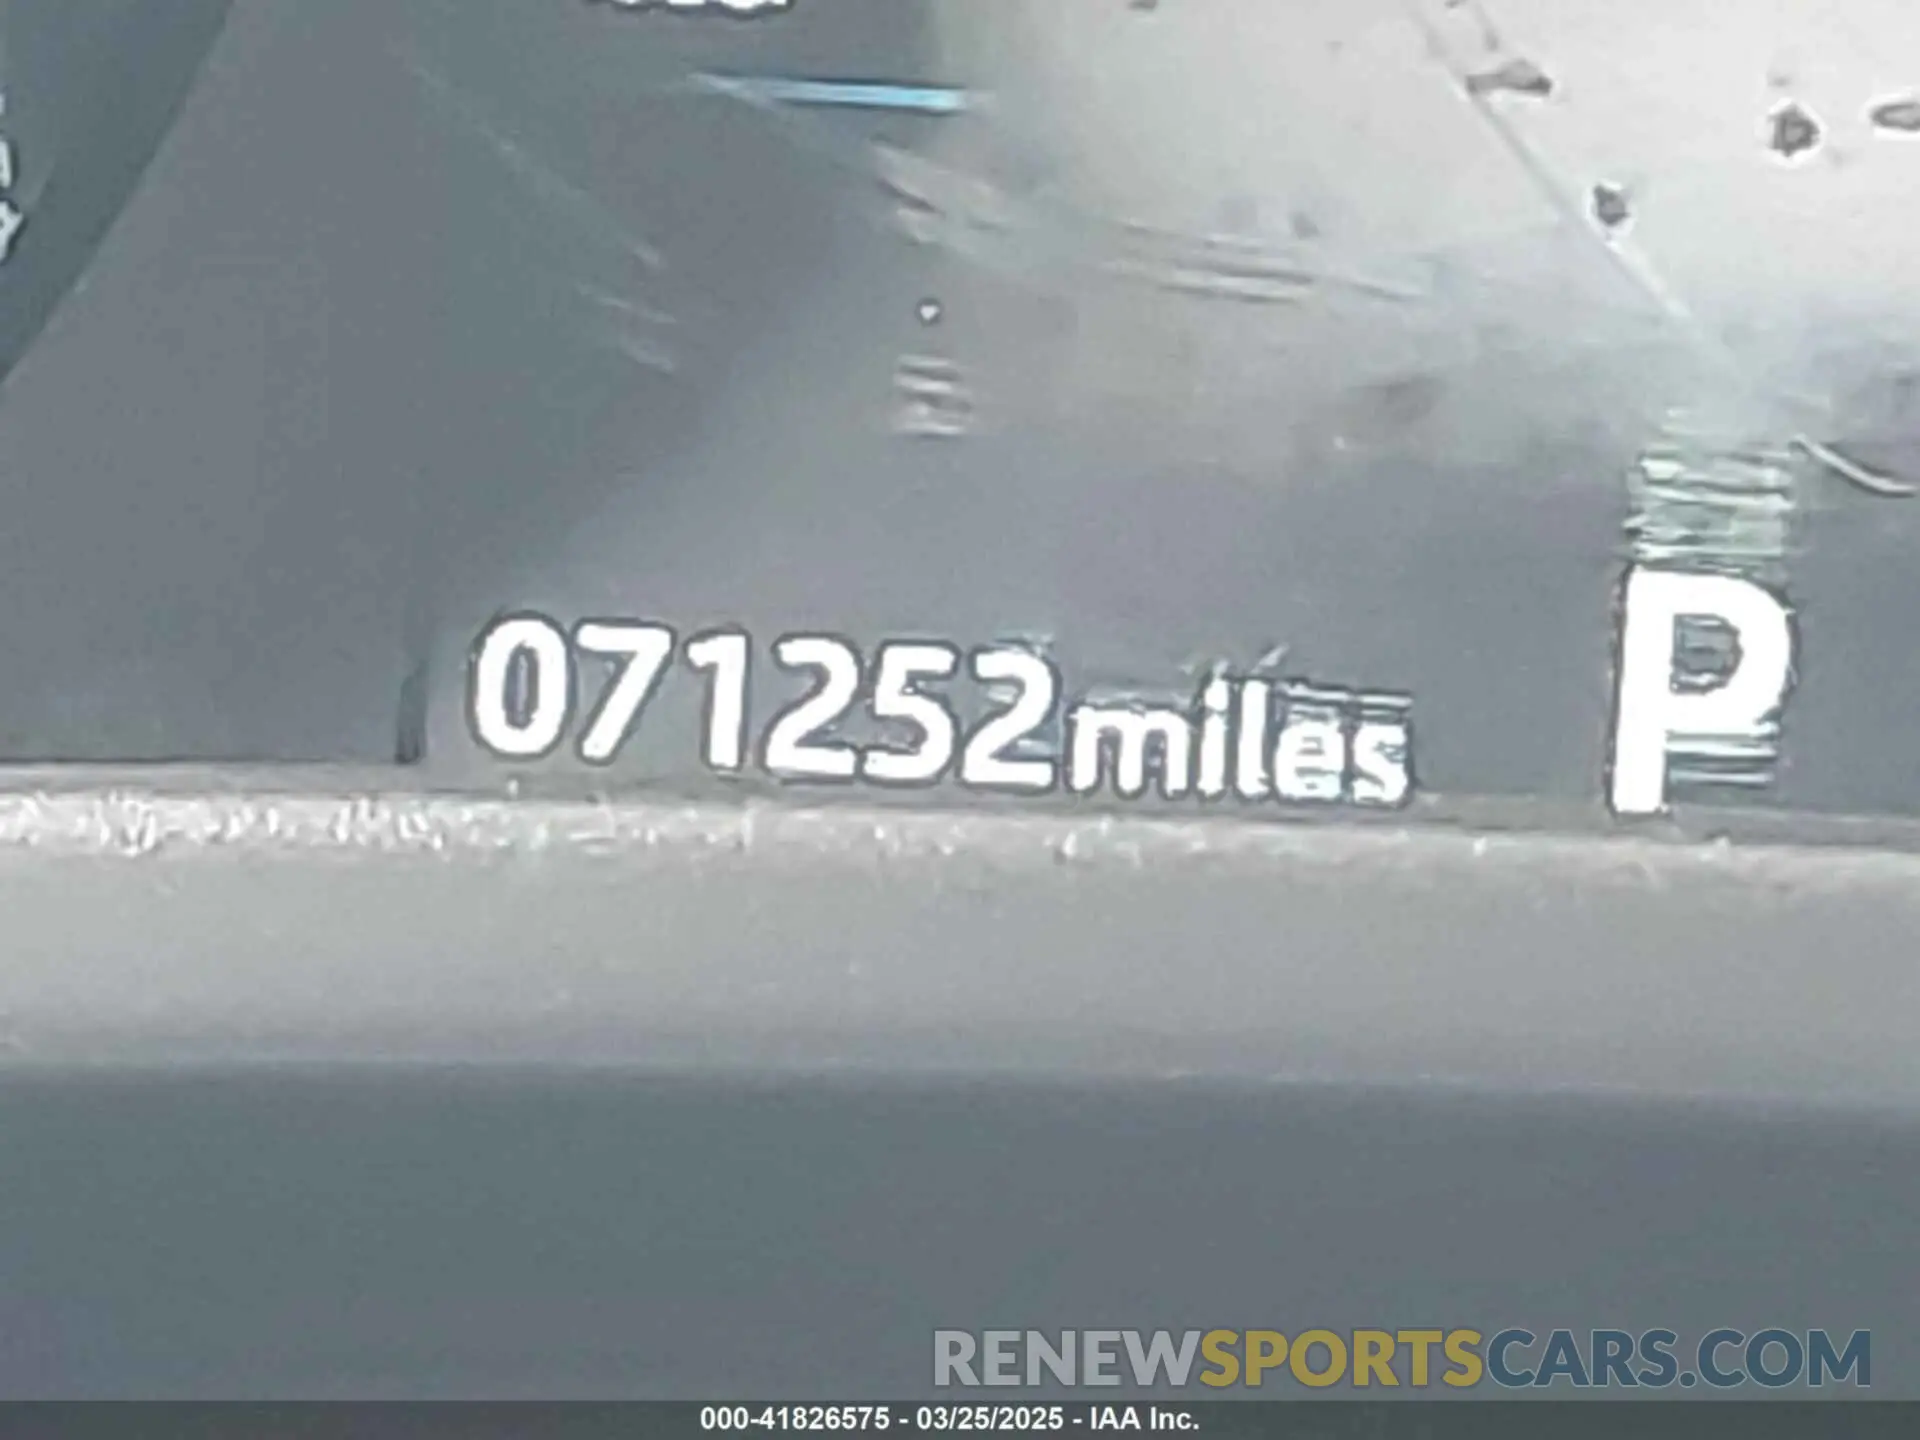 071252miles P
RENEWSPORTSCARS.COM
000-41826575 - 03/25/2025 - IAA Inc.